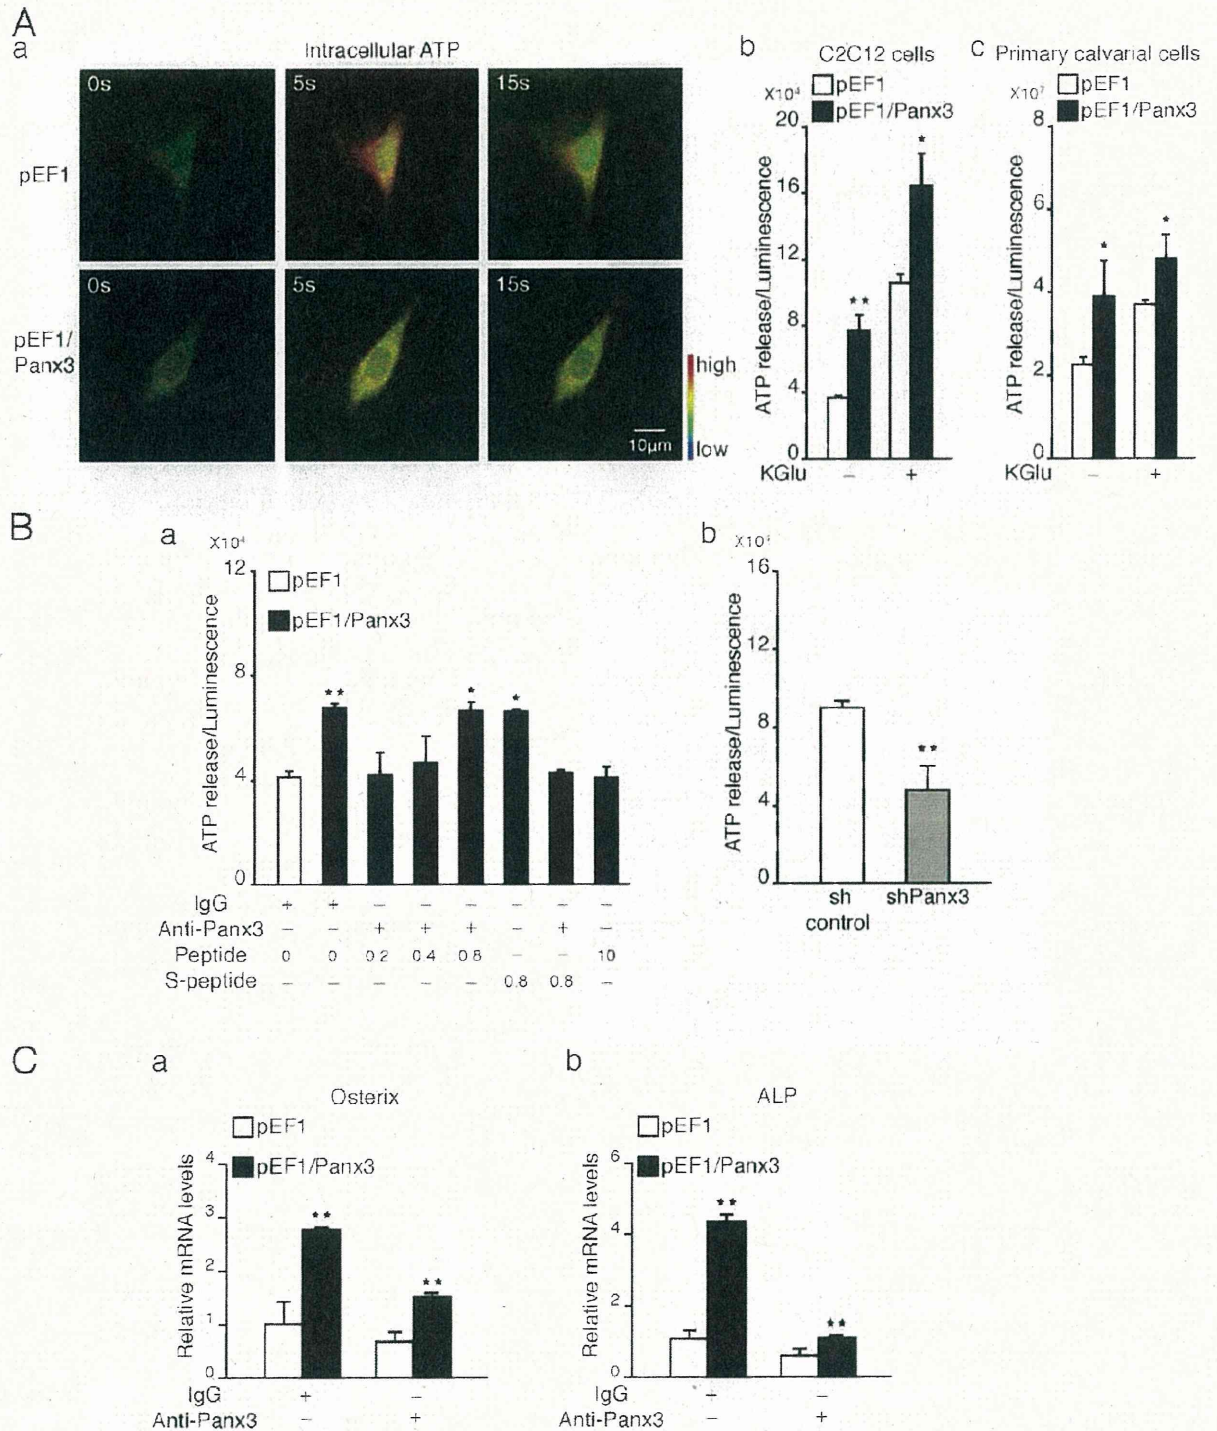 A
a
Intracellular ATP
0s
5s
15s
pEF1
0s
5s
15s
pEF1/
Panx3
high
low
10μm
b
C2C12 cells
pEF1
pEF1/Panx3
X10⁴
20
16
12
8
4
0
ATP release/Luminescence
**
*
KGlu
–
+
c
Primary calvarial cells
pEF1
pEF1/Panx3
8
6
4
2
0
ATP release/Luminescence
*
*
KGlu
–
+
B
a
X10⁴
pEF1
pEF1/Panx3
12
8
4
0
ATP release/Luminescence
**
*
*
IgG + + – – – – – –
Anti-Panx3 – – + + + – + –
Peptide 0 0 0.2 0.4 0.8 – – 10
S-peptide – – – – – 0.8 0.8 –
b
16
12
8
4
0
ATP release/Luminescence
**
sh
control
shPanx3
C
a
Osterix
pEF1
pEF1/Panx3
4
3
2
1
0
Relative mRNA levels
**
**
IgG + –
Anti-Panx3 – +
b
ALP
pEF1
pEF1/Panx3
6
4
2
0
Relative mRNA levels
**
**
IgG + –
Anti-Panx3 – +